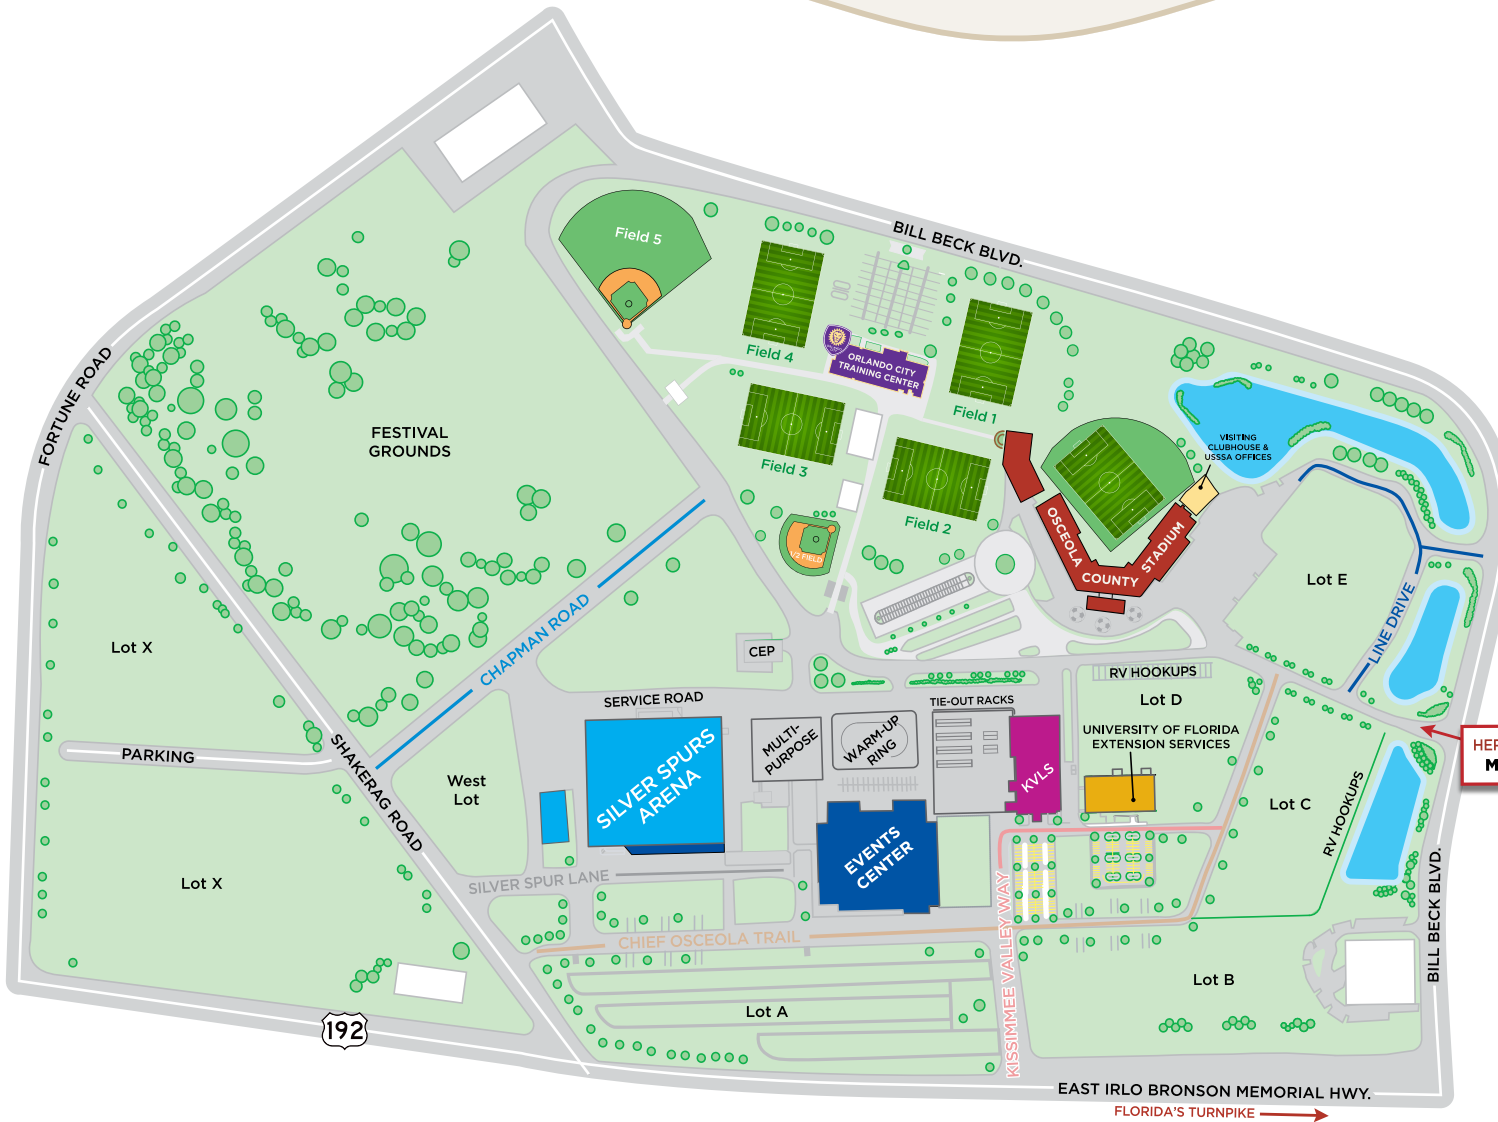 BILL BECK BLVD.
Field 5
FORTUNE ROAD
Field 4
ORLANDO CITY
TRAINING CENTER
Field 1
FESTIVAL
GROUNDS
VISITING
CLUBHOUSE &
USSSA OFFICES
Field 3
Field 2
1/2 FIELD
OSCEOLA
COUNTY
STADIUM
Lot E
LINE DRIVE
CHAPMAN ROAD
Lot X
CEP
RV HOOKUPS
SERVICE ROAD
TIE-OUT RACKS
Lot D
UNIVERSITY OF FLORIDA
EXTENSION SERVICES
MULTI-
PURPOSE
WARM-UP
RING
SILVER SPURS
ARENA
KVLS
HER
M
PARKING
SHAKERAG ROAD
West
Lot
Lot C
RV HOOKUPS
EVENTS
CENTER
Lot X
SILVER SPUR LANE
CHIEF OSCEOLA TRAIL
KISSIMMEE VALLEY WAY
BILL BECK BLVD.
Lot B
Lot A
192
EAST IRLO BRONSON MEMORIAL HWY.
FLORIDA'S TURNPIKE